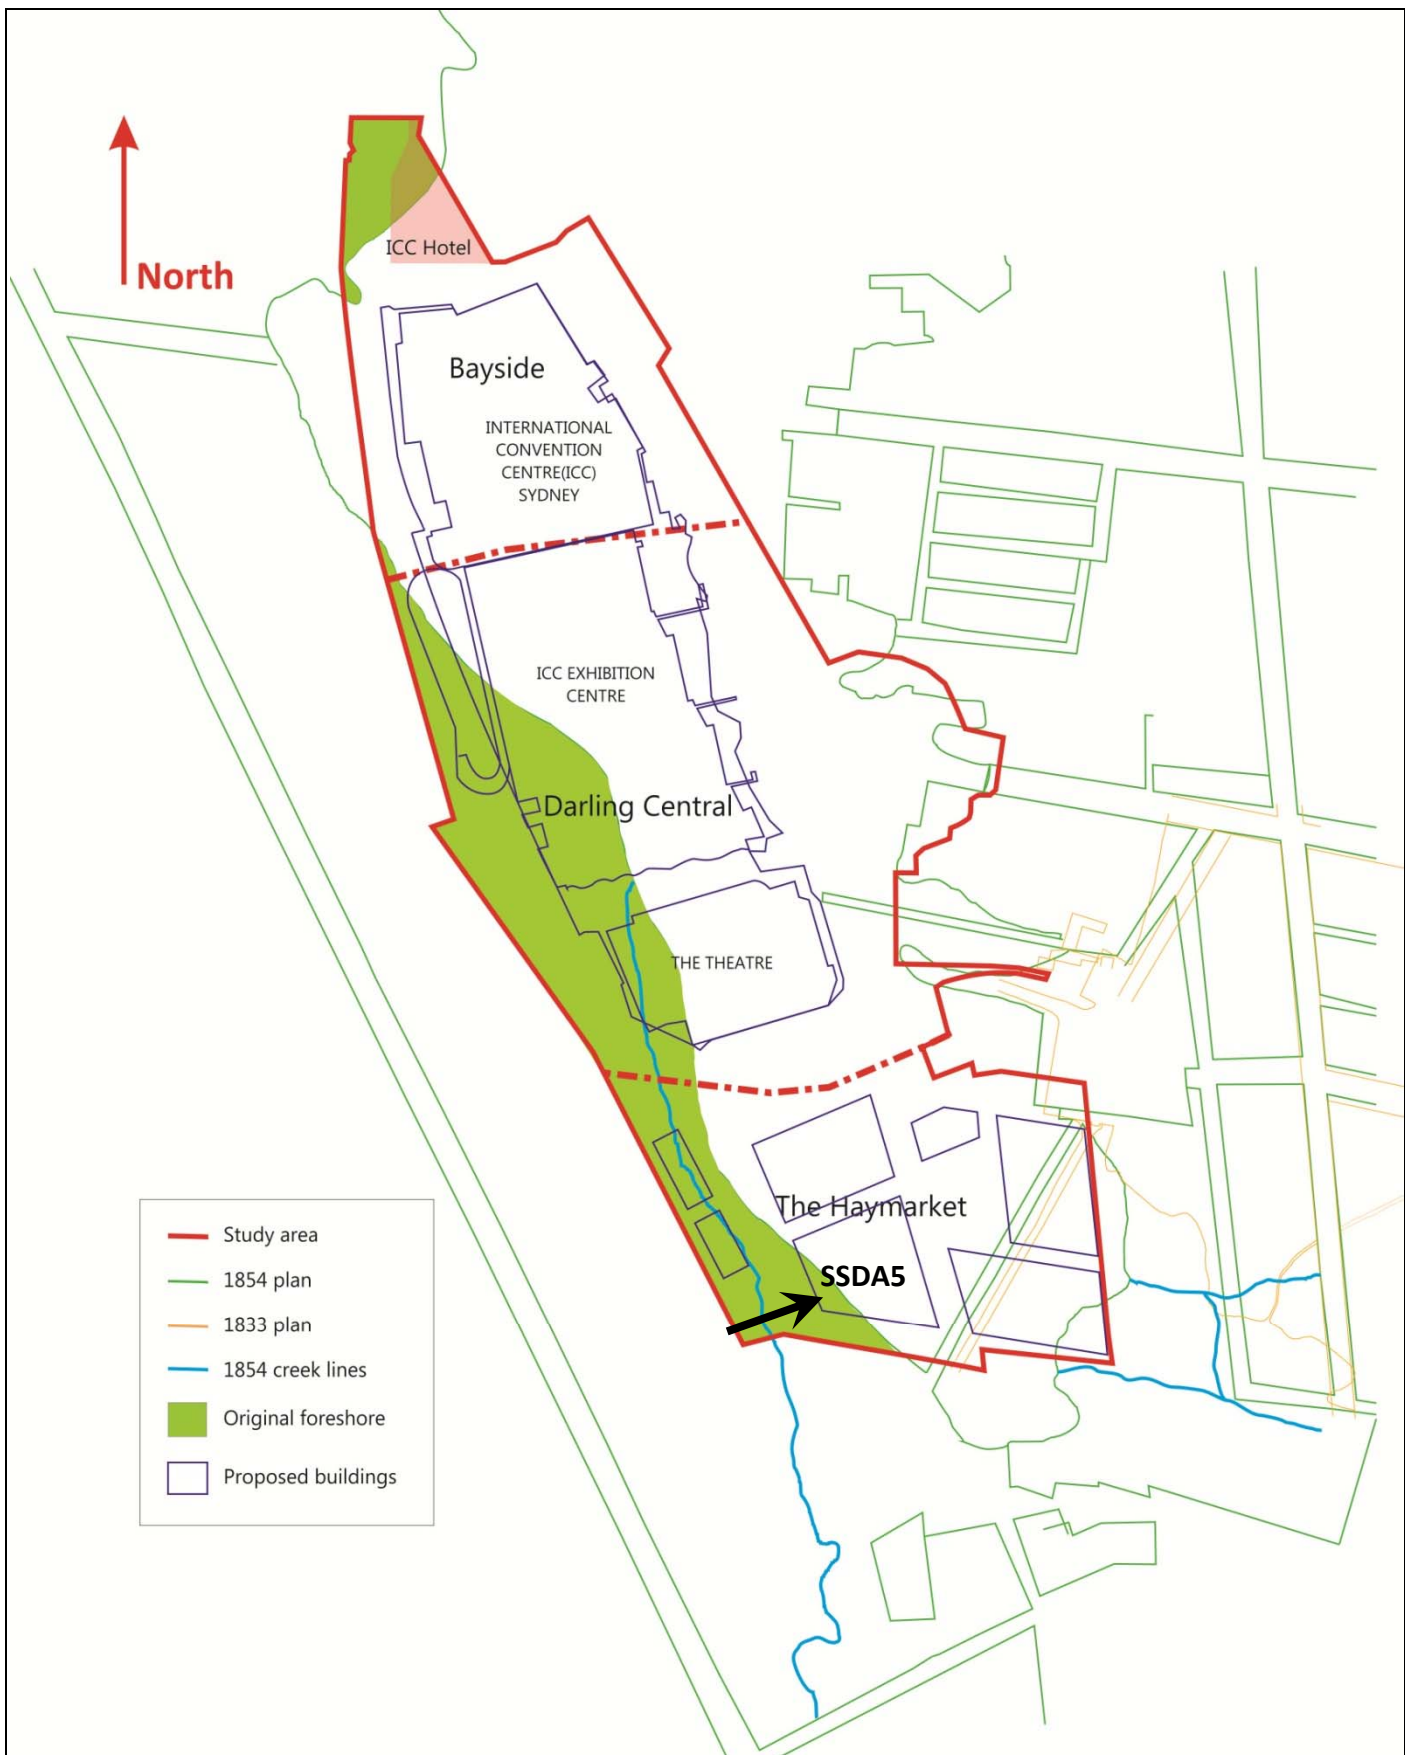 North
ICC Hotel
Bayside
INTERNATIONAL
CONVENTION
CENTRE(ICC)
SYDNEY
ICC EXHIBITION
CENTRE
Darling Central
THE THEATRE
The Haymarket
SSDA5
Study area
1854 plan
1833 plan
1854 creek lines
Original foreshore
Proposed buildings